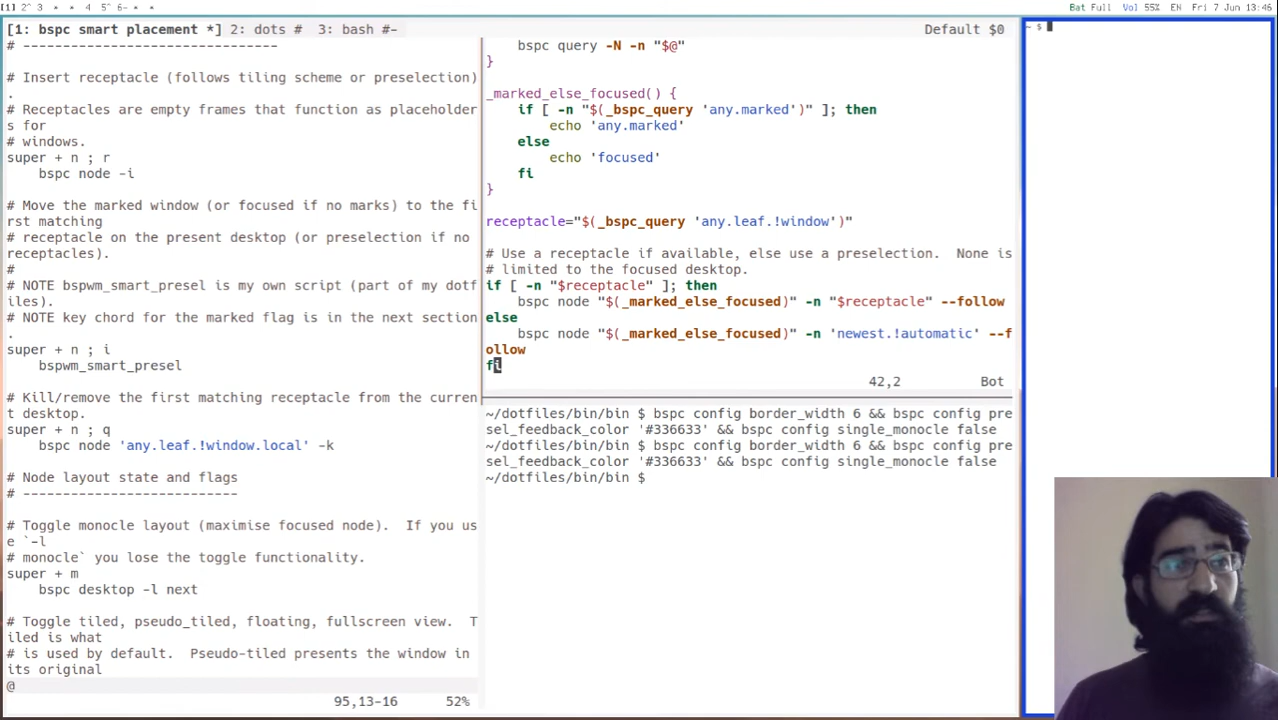 [1] 2^ 3 * * 4 5^ 6- * *
Bat Full Vol 55% EN Fri 7 Jun 13:46
[1: bspc smart placement *] 2: dots # 3: bash #-
Default $0
# ----------------------------------
# Insert receptacle (follows tiling scheme or preselection)
.
# Receptacles are empty frames that function as placeholder
s for
# windows.
super + n ; r
bspc node -i
# Move the marked window (or focused if no marks) to the fi
rst matching
# receptacle on the present desktop (or preselection if no
receptacles).
#
# NOTE bspwm_smart_presel is my own script (part of my dotf
iles).
# NOTE key chord for the marked flag is in the next section
.
super + n ; i
bspwm_smart_presel
# Kill/remove the first matching receptacle from the curren
t desktop.
super + n ; q
bspc node 'any.leaf.!window.local' -k
# Node layout state and flags
# ---------------------------
# Toggle monocle layout (maximise focused node).  If you us
e `-l
# monocle` you lose the toggle functionality.
super + m
bspc desktop -l next
# Toggle tiled, pseudo_tiled, floating, fullscreen view.  T
iled is what
# is used by default.  Pseudo-tiled presents the window in
its original
@
95,13-16 52%
bspc query -N -n "$@"
}
_marked_else_focused() {
if [ -n "$(_bspc_query 'any.marked')" ]; then
echo 'any.marked'
else
echo 'focused'
fi
}
receptacle="$(_bspc_query 'any.leaf.!window')"
# Use a receptacle if available, else use a preselection.  None is
# limited to the focused desktop.
if [ -n "$receptacle" ]; then
bspc node "$(_marked_else_focused)" -n "$receptacle" --follow
else
bspc node "$(_marked_else_focused)" -n 'newest.!automatic' --f
ollow
fi
42,2 Bot
~/dotfiles/bin/bin $ bspc config border_width 6 && bspc config pre
sel_feedback_color '#336633' && bspc config single_monocle false
~/dotfiles/bin/bin $ bspc config border_width 6 && bspc config pre
sel_feedback_color '#336633' && bspc config single_monocle false
~/dotfiles/bin/bin $
~ $